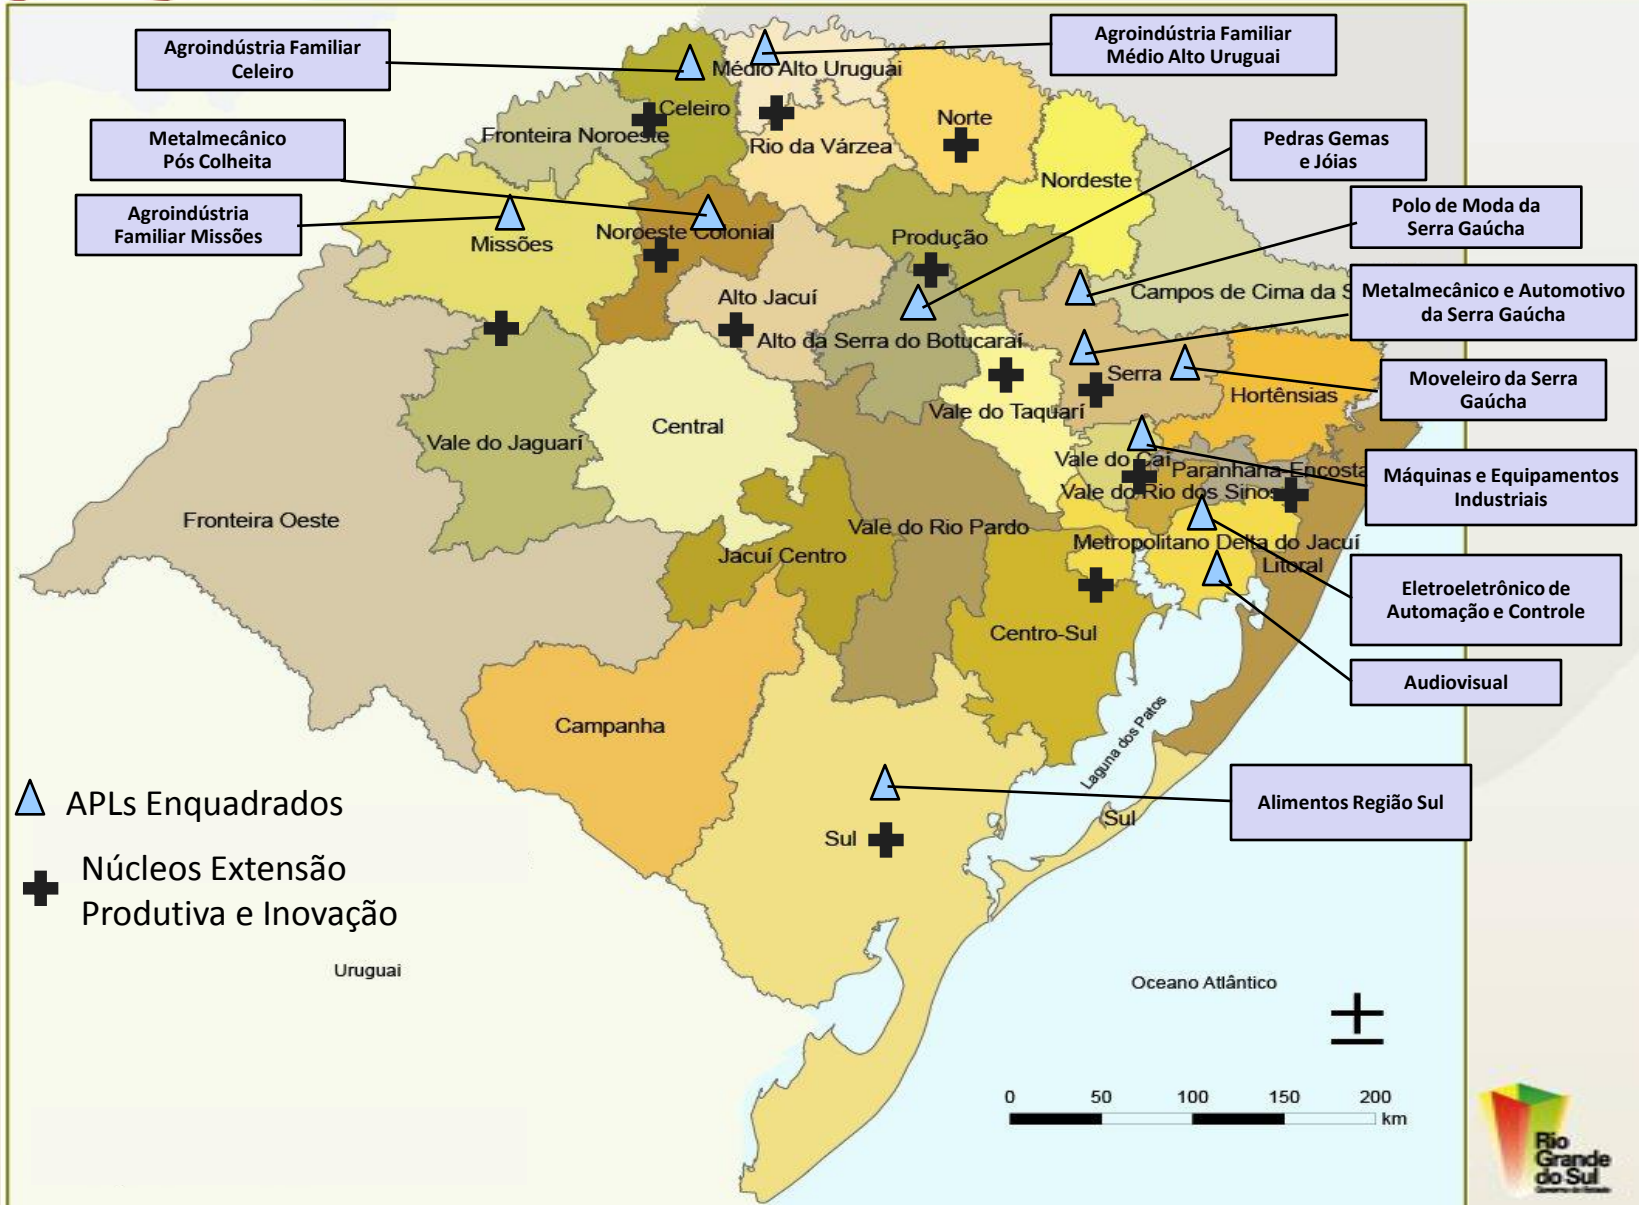 Agroindústria Familiar
Celeiro
Agroindústria Familiar
Médio Alto Uruguai
Metalmecânico
Pós Colheita
Pedras Gemas
e Jóias
Agroindústria
Familiar Missões
Polo de Moda da
Serra Gaúcha
Metalmecânico e Automotivo
da Serra Gaúcha
Moveleiro da Serra
Gaúcha
Máquinas e Equipamentos
Industriais
Eletroeletrônico de
Automação e Controle
Audiovisual
Alimentos Região Sul
Médio Alto Uruguai
Celeiro
Fronteira Noroeste
Rio da Várzea
Norte
Nordeste
Missões
Noroeste Colonial
Produção
Campos de Cima da S
Alto Jacuí
Alto da Serra do Botucaraí
Serra
Hortênsias
Vale do Taquarí
Central
Vale do Jaguarí
Vale do Caí
Paranhana Encosta
Vale do Rio dos Sinos
Fronteira Oeste
Vale do Rio Pardo
Metropolitano Delta do Jacuí
Jacuí Centro
Litoral
Centro-Sul
Campanha
Laguna dos Patos
Sul
Sul
APLs Enquadrados
Núcleos Extensão
Produtiva e Inovação
Uruguai
Oceano Atlântico
0 50 100 150 200
km
Rio
Grande
do Sul